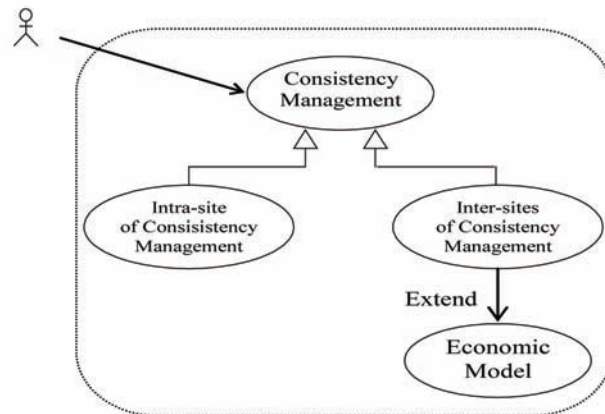 Consistency
Management
Intra-site
of Consisistency
Management
Inter-sites
of Consistency
Management
Extend
Economic
Model